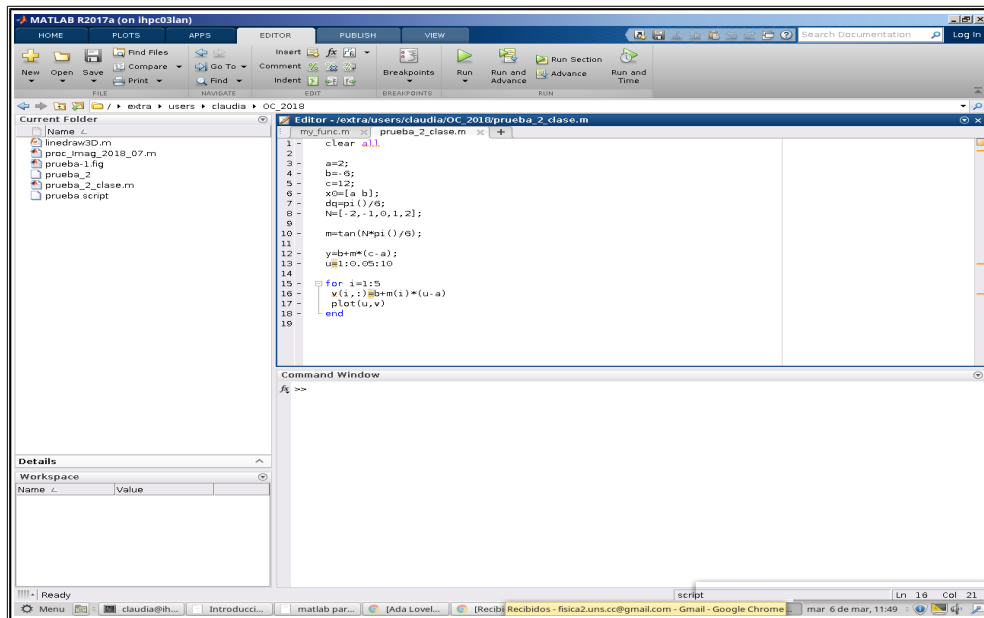 MATLAB R2017a (on ihpc03lan)
HOME PLOTS APPS EDITOR PUBLISH VIEW
Search Documentation
Log In
New
Open
Save
Find Files
Compare
Print
Go To
Find
Insert
Comment
Indent
Breakpoints
Run
Run and Advance
Run Section
Advance
Run and Time
FILE NAVIGATE EDIT BREAKPOINTS RUN
/ extra users claudia OC_2018
Current Folder
Name
linedraw3D.m
proc_Imag_2018_07.m
prueba-1.fig
prueba_2
prueba_2_clase.m
prueba script
Details
Workspace
Name Value
Editor - /extra/users/claudia/OC_2018/prueba_2_clase.m
my_func.m prueba_2_clase.m
1 - clear all
2
3 - a=2;
4 - b=-6;
5 - c=12;
6 - x0=[a b];
7 - dq=pi()/6;
8 - N=[-2,-1,0,1,2];
9
10 - m=tan(N*pi()/6);
11
12 - y=b+m*(c-a);
13 - u=1:0.05:10
14
15 - for i=1:5
16 - v(i,:)=b+m(i)*(u-a)
17 - plot(u,v)
18 - end
19
Command Window
fx >>
Ready
script
Ln 16 Col 21
Menu
claudia@ih...
Introducci...
matlab par...
[Ada Lovel...
[Recibi
Recibidos - fisica2.uns.cc@gmail.com - Gmail - Google Chrome
mar 6 de mar, 11:49